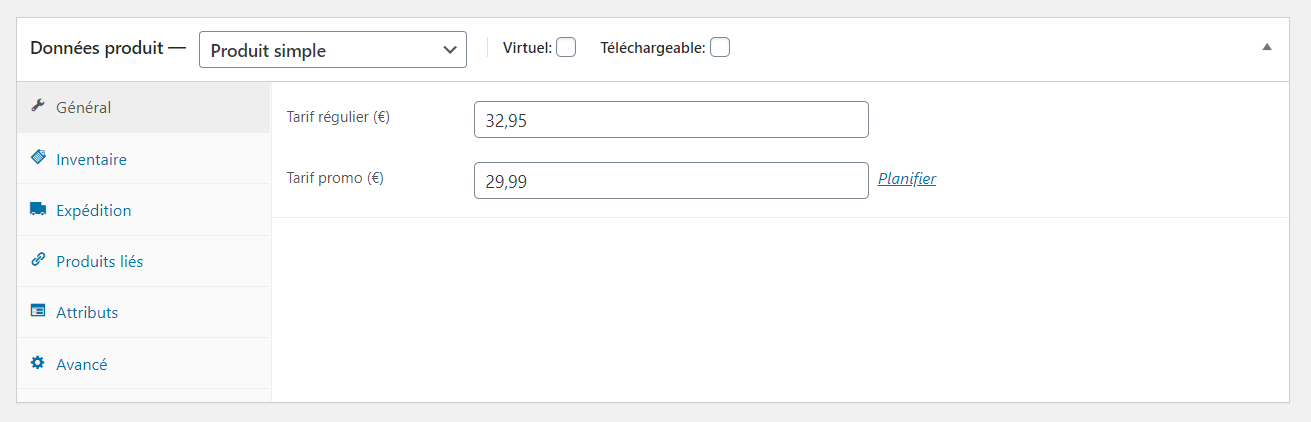 Données produit — Produit simple Virtuel: Téléchargeable:
Général
Tarif régulier (€) 32,95
Inventaire
Tarif promo (€) 29,99 Planifier
Expédition
Produits liés
Attributs
Avancé